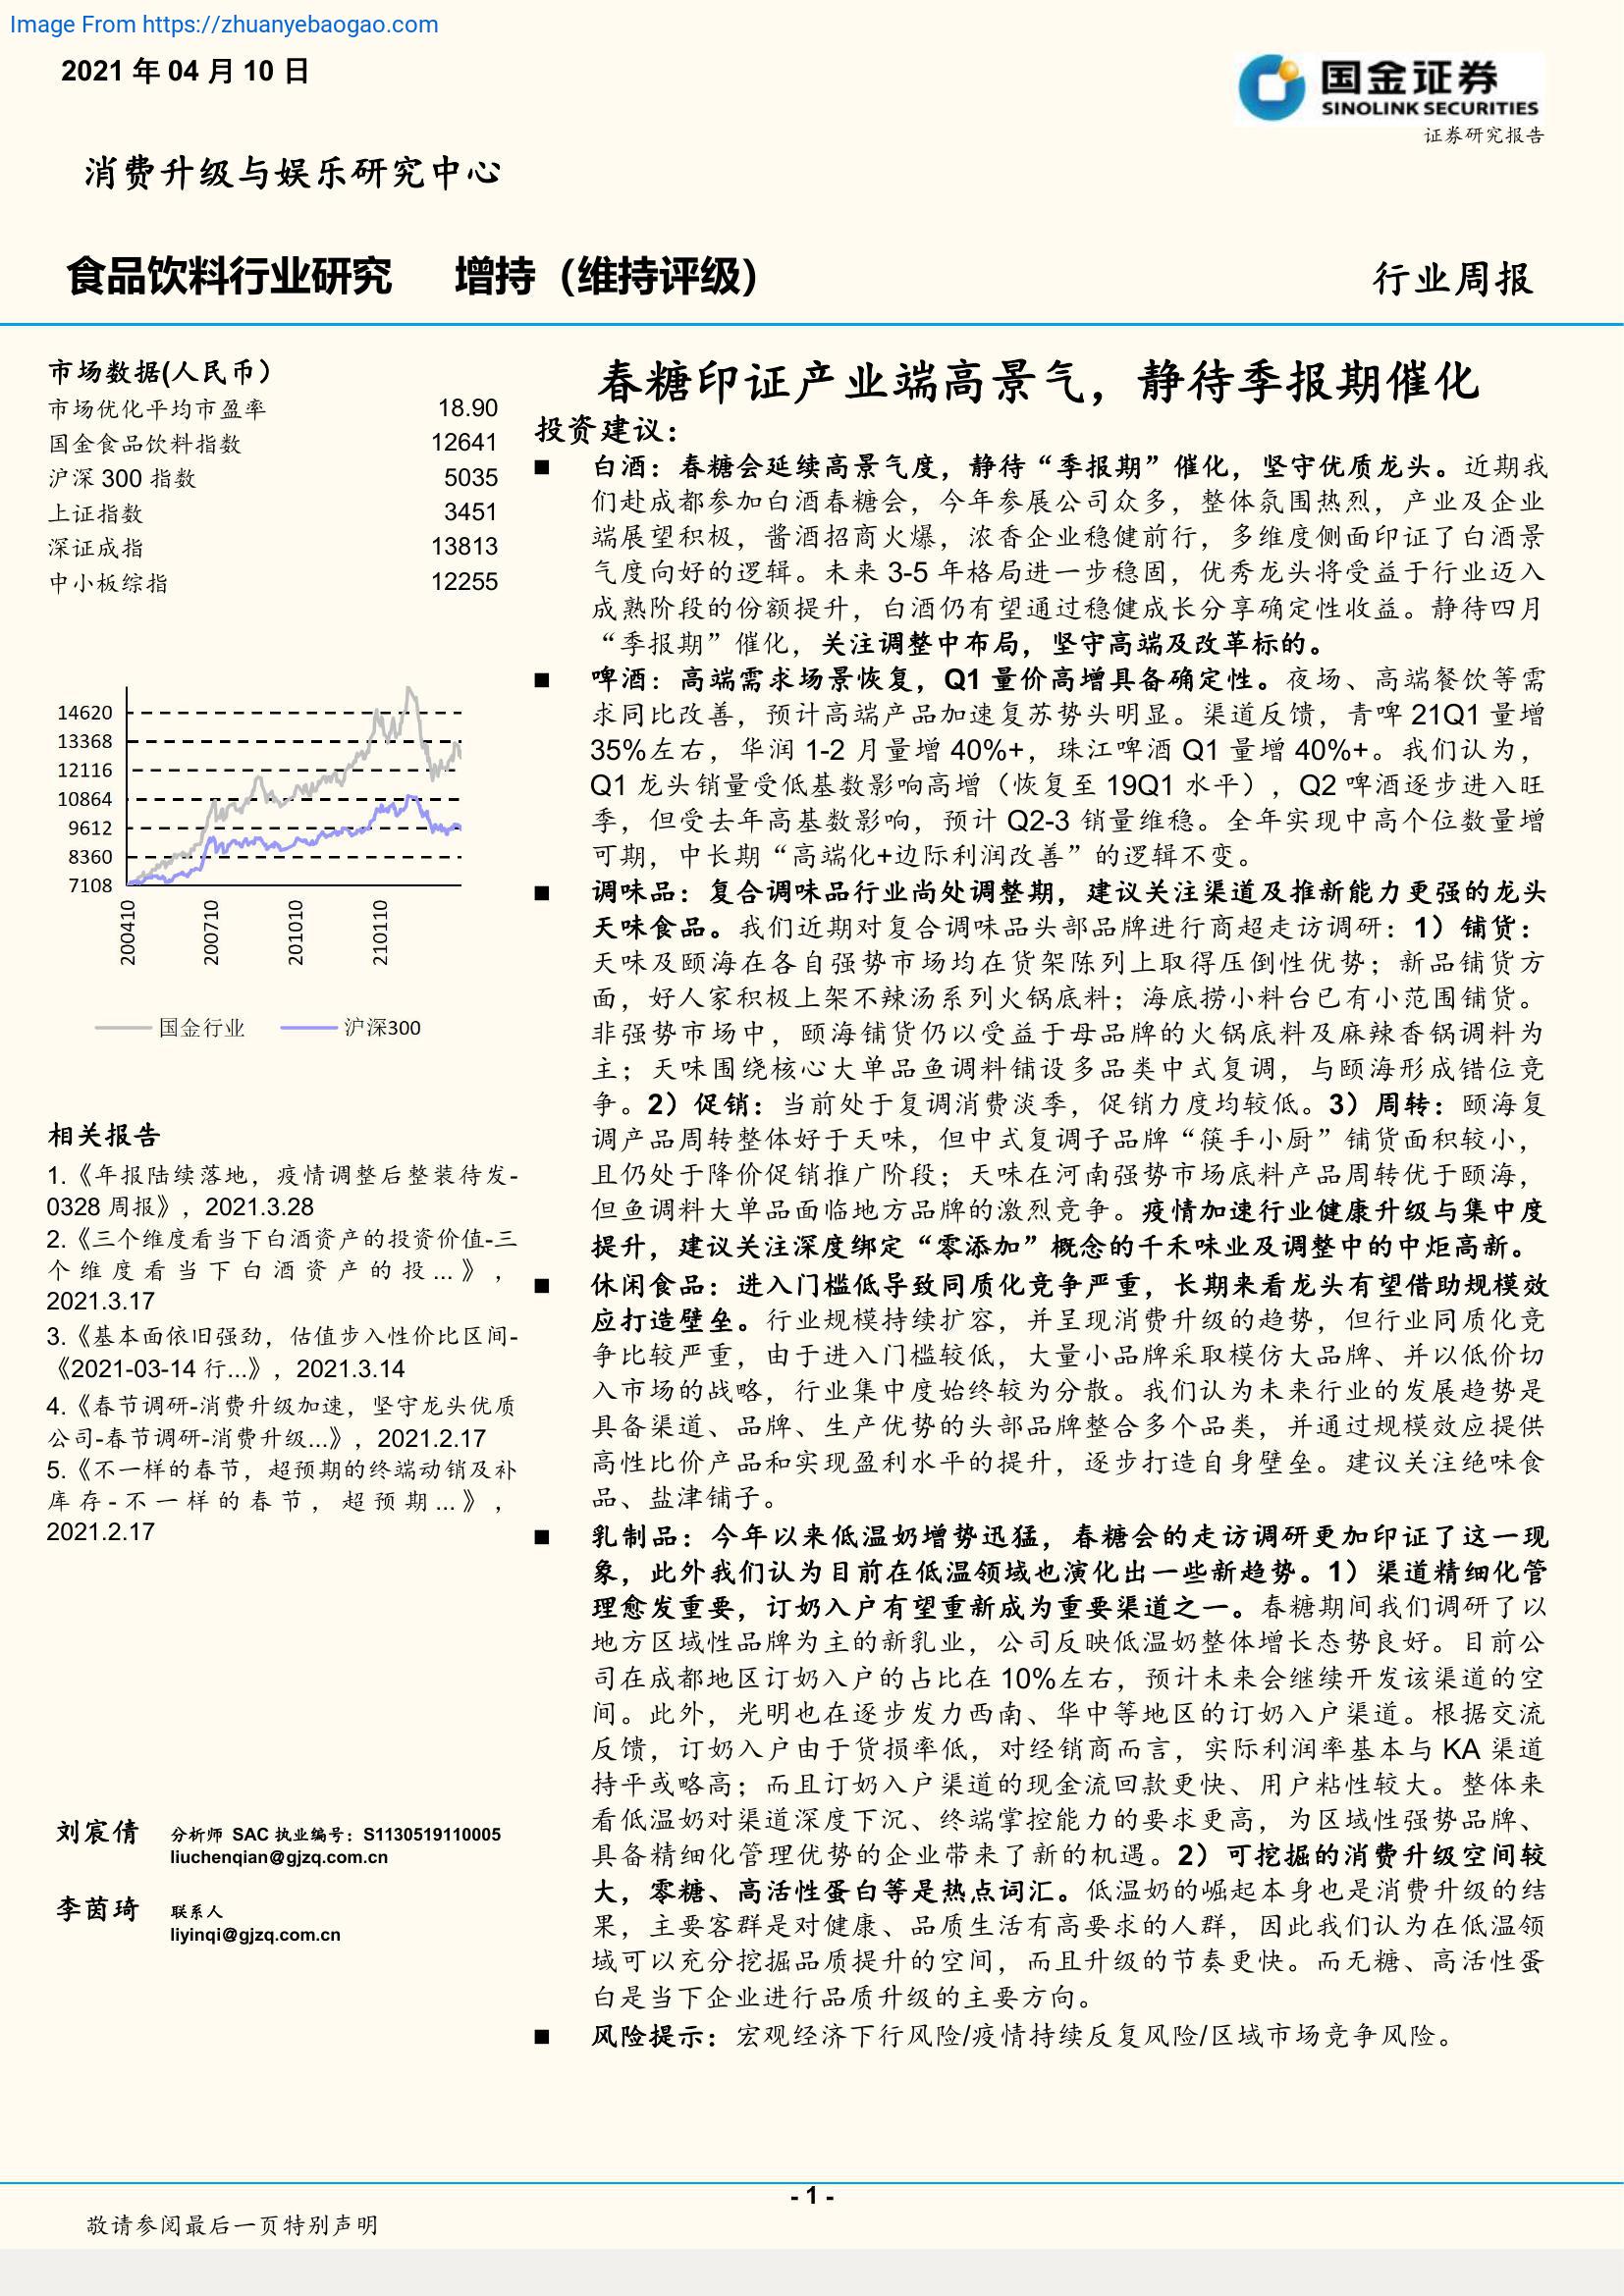 Image From https://zhuanyebaogao.com
2021 年 04 月 10 日
国金证券
SINOLINK SECURITIES
证券研究报告
消费升级与娱乐研究中心
食品饮料行业研究 增持（维持评级） 行业周报
市场数据(人民币）
市场优化平均市盈率 18.90
国金食品饮料指数 12641
沪深 300 指数 5035
上证指数 3451
深证成指 13813
中小板综指 12255
14620
13368
12116
10864
9612
8360
7108
200410
200710
201010
210110
国金行业 沪深300
相关报告
1.《年报陆续落地，疫情调整后整装待发-
0328 周报》，2021.3.28
2.《三个维度看当下白酒资产的投资价值-三
个维度看当下白酒资产的投...》，
2021.3.17
3.《基本面依旧强劲，估值步入性价比区间-
《2021-03-14 行...》，2021.3.14
4.《春节调研-消费升级加速，坚守龙头优质
公司-春节调研-消费升级...》，2021.2.17
5.《不一样的春节，超预期的终端动销及补
库存-不一样的春节，超预期...》，
2021.2.17
刘宸倩 分析师 SAC 执业编号：S1130519110005
liuchenqian@gjzq.com.cn
李茵琦 联系人
liyinqi@gjzq.com.cn
春糖印证产业端高景气，静待季报期催化
投资建议：
■ 白酒：春糖会延续高景气度，静待“季报期”催化，坚守优质龙头。近期我
们赴成都参加白酒春糖会，今年参展公司众多，整体氛围热烈，产业及企业
端展望积极，酱酒招商火爆，浓香企业稳健前行，多维度侧面印证了白酒景
气度向好的逻辑。未来 3-5 年格局进一步稳固，优秀龙头将受益于行业迈入
成熟阶段的份额提升，白酒仍有望通过稳健成长分享确定性收益。静待四月
“季报期”催化，关注调整中布局，坚守高端及改革标的。
■ 啤酒：高端需求场景恢复，Q1 量价高增具备确定性。夜场、高端餐饮等需
求同比改善，预计高端产品加速复苏势头明显。渠道反馈，青啤 21Q1 量增
35%左右，华润 1-2 月量增 40%+，珠江啤酒 Q1 量增 40%+。我们认为，
Q1 龙头销量受低基数影响高增（恢复至 19Q1 水平），Q2 啤酒逐步进入旺
季，但受去年高基数影响，预计 Q2-3 销量维稳。全年实现中高个位数量增
可期，中长期“高端化+边际利润改善”的逻辑不变。
■ 调味品：复合调味品行业尚处调整期，建议关注渠道及推新能力更强的龙头
天味食品。我们近期对复合调味品头部品牌进行商超走访调研：1）铺货：
天味及颐海在各自强势市场均在货架陈列上取得压倒性优势；新品铺货方
面，好人家积极上架不辣汤系列火锅底料；海底捞小料台已有小范围铺货。
非强势市场中，颐海铺货仍以受益于母品牌的火锅底料及麻辣香锅调料为
主；天味围绕核心大单品鱼调料铺设多品类中式复调，与颐海形成错位竞
争。2）促销：当前处于复调消费淡季，促销力度均较低。3）周转：颐海复
调产品周转整体好于天味，但中式复调子品牌“筷手小厨”铺货面积较小，
且仍处于降价促销推广阶段；天味在河南强势市场底料产品周转优于颐海，
但鱼调料大单品面临地方品牌的激烈竞争。疫情加速行业健康升级与集中度
提升，建议关注深度绑定“零添加”概念的千禾味业及调整中的中炬高新。
■ 休闲食品：进入门槛低导致同质化竞争严重，长期来看龙头有望借助规模效
应打造壁垒。行业规模持续扩容，并呈现消费升级的趋势，但行业同质化竞
争比较严重，由于进入门槛较低，大量小品牌采取模仿大品牌、并以低价切
入市场的战略，行业集中度始终较为分散。我们认为未来行业的发展趋势是
具备渠道、品牌、生产优势的头部品牌整合多个品类，并通过规模效应提供
高性比价产品和实现盈利水平的提升，逐步打造自身壁垒。建议关注绝味食
品、盐津铺子。
■ 乳制品：今年以来低温奶增势迅猛，春糖会的走访调研更加印证了这一现
象，此外我们认为目前在低温领域也演化出一些新趋势。1）渠道精细化管
理愈发重要，订奶入户有望重新成为重要渠道之一。春糖期间我们调研了以
地方区域性品牌为主的新乳业，公司反映低温奶整体增长态势良好。目前公
司在成都地区订奶入户的占比在 10%左右，预计未来会继续开发该渠道的空
间。此外，光明也在逐步发力西南、华中等地区的订奶入户渠道。根据交流
反馈，订奶入户由于货损率低，对经销商而言，实际利润率基本与 KA 渠道
持平或略高；而且订奶入户渠道的现金流回款更快、用户粘性较大。整体来
看低温奶对渠道深度下沉、终端掌控能力的要求更高，为区域性强势品牌、
具备精细化管理优势的企业带来了新的机遇。2）可挖掘的消费升级空间较
大，零糖、高活性蛋白等是热点词汇。低温奶的崛起本身也是消费升级的结
果，主要客群是对健康、品质生活有高要求的人群，因此我们认为在低温领
域可以充分挖掘品质提升的空间，而且升级的节奏更快。而无糖、高活性蛋
白是当下企业进行品质升级的主要方向。
■ 风险提示：宏观经济下行风险/疫情持续反复风险/区域市场竞争风险。
- 1 -
敬请参阅最后一页特别声明